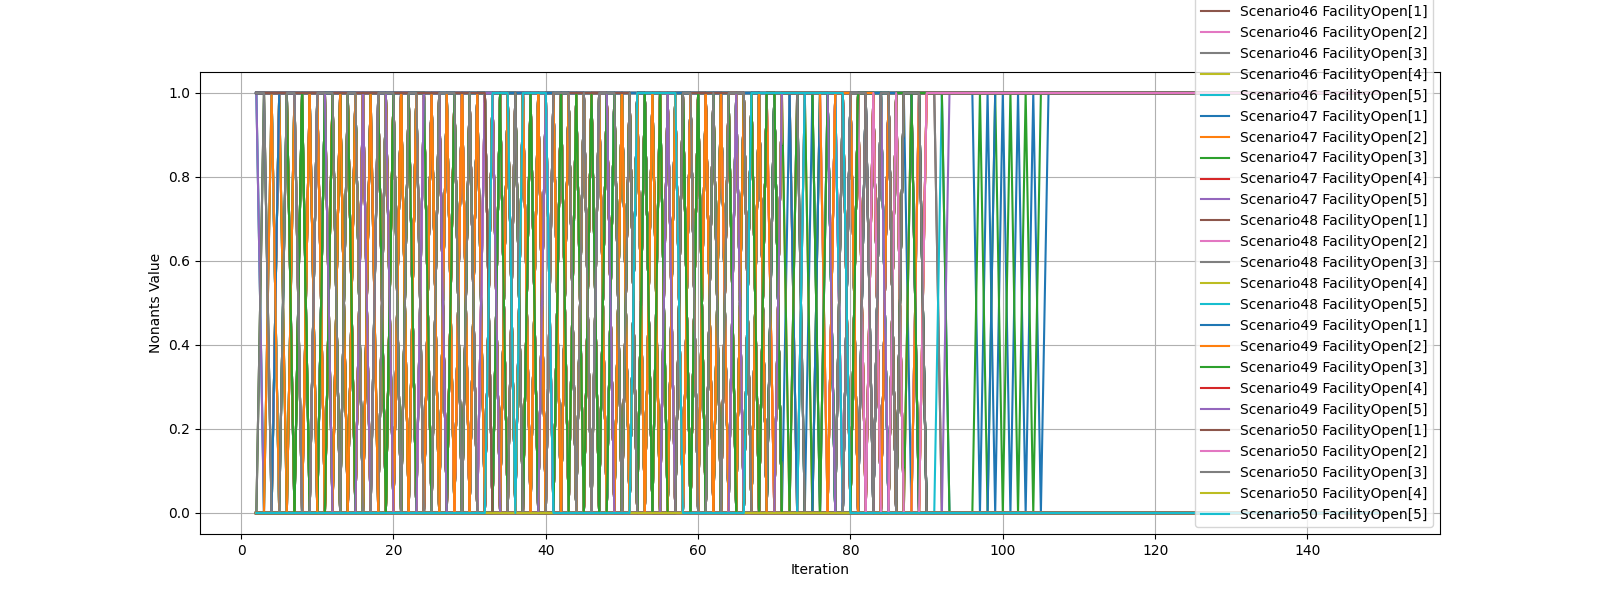 Scenario46 FacilityOpen[1]
Scenario46 FacilityOpen[2]
Scenario46 FacilityOpen[3]
Scenario46 FacilityOpen[4]
Scenario46 FacilityOpen[5]
Scenario47 FacilityOpen[1]
Scenario47 FacilityOpen[2]
Scenario47 FacilityOpen[3]
Scenario47 FacilityOpen[4]
Scenario47 FacilityOpen[5]
Scenario48 FacilityOpen[1]
Scenario48 FacilityOpen[2]
Scenario48 FacilityOpen[3]
Scenario48 FacilityOpen[4]
Scenario48 FacilityOpen[5]
Scenario49 FacilityOpen[1]
Scenario49 FacilityOpen[2]
Scenario49 FacilityOpen[3]
Scenario49 FacilityOpen[4]
Scenario49 FacilityOpen[5]
Scenario50 FacilityOpen[1]
Scenario50 FacilityOpen[2]
Scenario50 FacilityOpen[3]
Scenario50 FacilityOpen[4]
Scenario50 FacilityOpen[5]
1.0
0.8
0.6
0.4
0.2
0.0
Nonants Value
0 20 40 60 80 100 120 140
Iteration